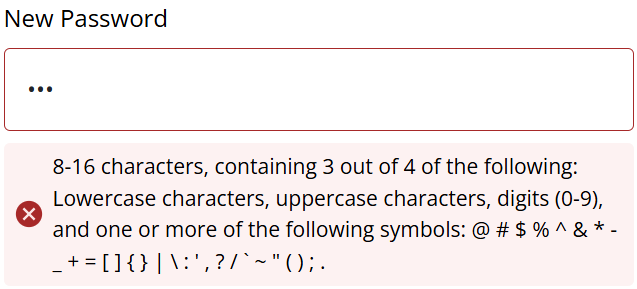 New Password
•••
8-16 characters, containing 3 out of 4 of the following:
Lowercase characters, uppercase characters, digits (0-9),
and one or more of the following symbols: @ # $ % ^ & * -
_ + = [ ] { } | \ : ' , ? / ` ~ " ( ) ; .